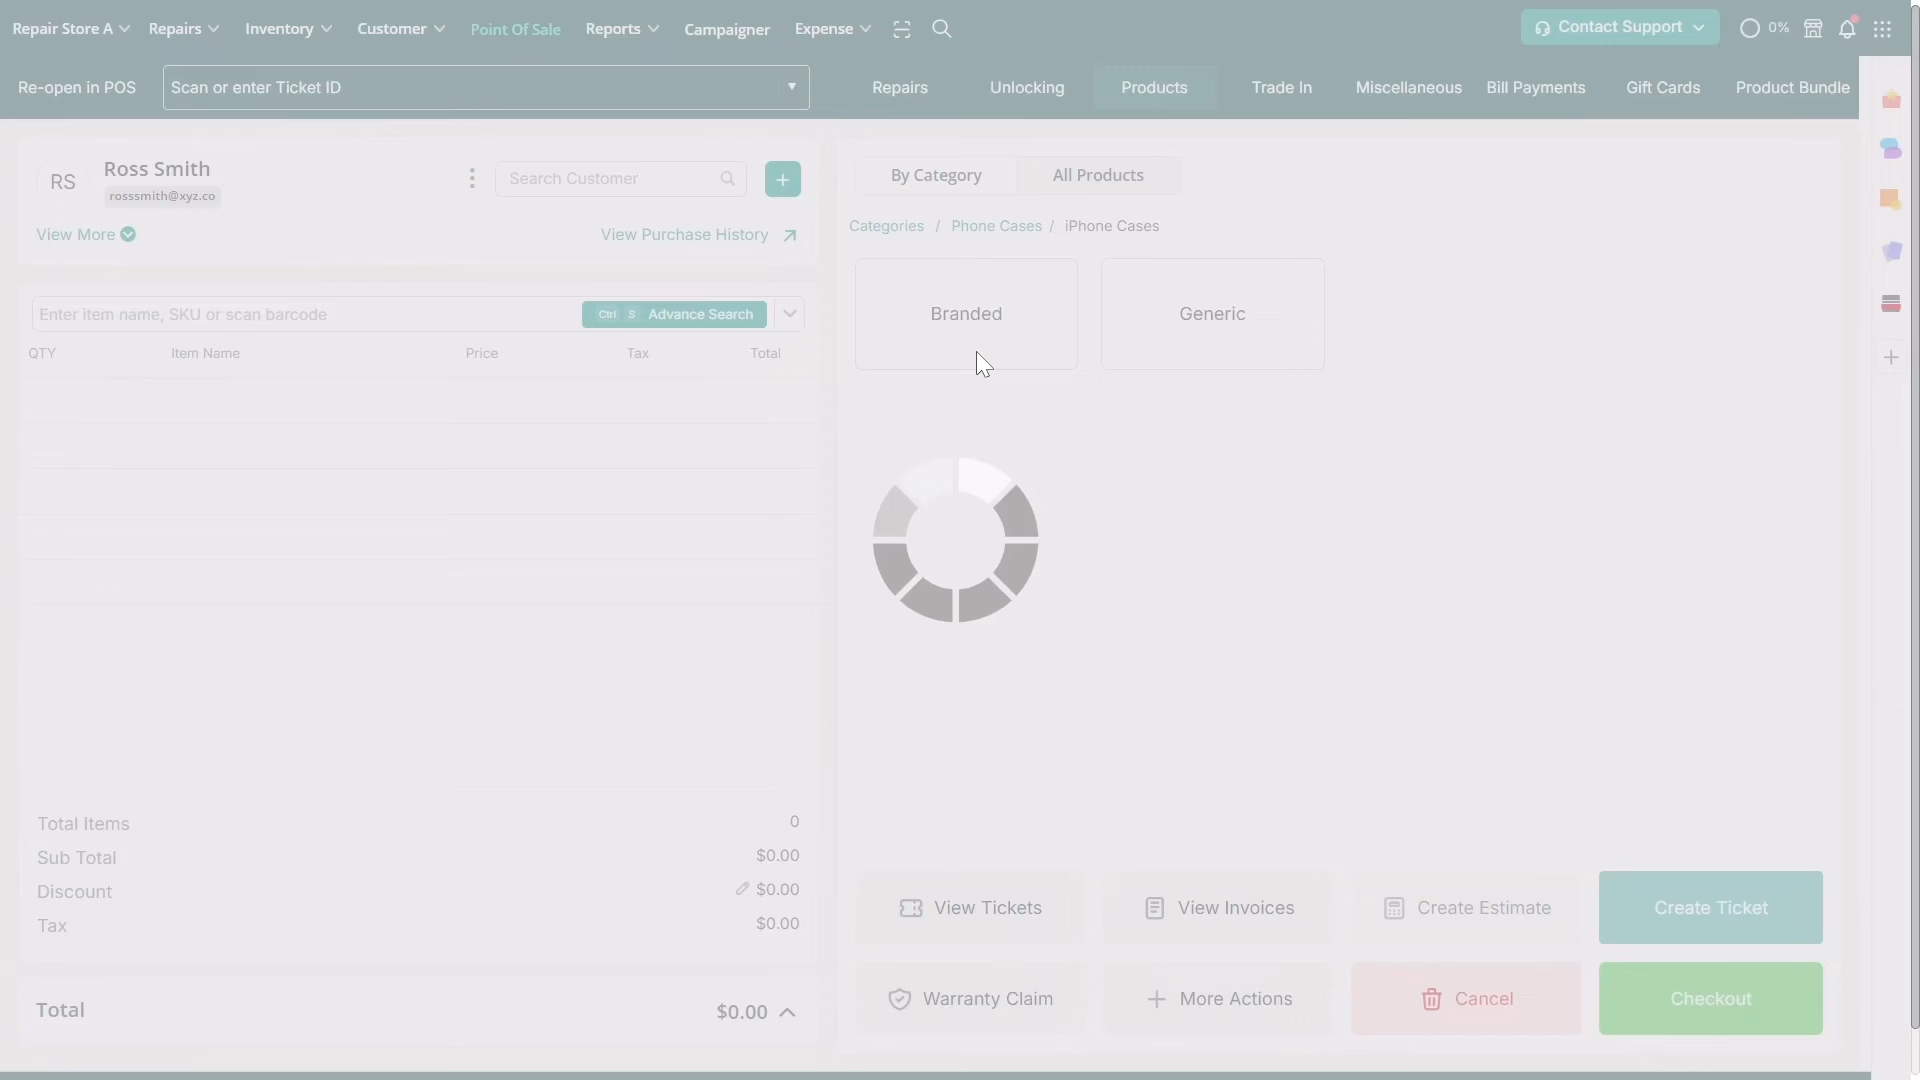 Repair Store A Repairs Inventory Customer Point Of Sale Reports Campaigner Expense Contact Support 0%
Re-open in POS Scan or enter Ticket ID Repairs Unlocking Products Trade In Miscellaneous Bill Payments Gift Cards Product Bundle
RS Ross Smith Search Customer
rosssmith@xyz.co
View More View Purchase History
Enter item name, SKU or scan barcode Ctrl S Advance Search
QTY Item Name Price Tax Total
Total Items 0
Sub Total $0.00
Discount $0.00
Tax $0.00
Total $0.00
By Category All Products
Categories / Phone Cases / iPhone Cases
Branded Generic
View Tickets View Invoices Create Estimate Create Ticket
Warranty Claim More Actions Cancel Checkout